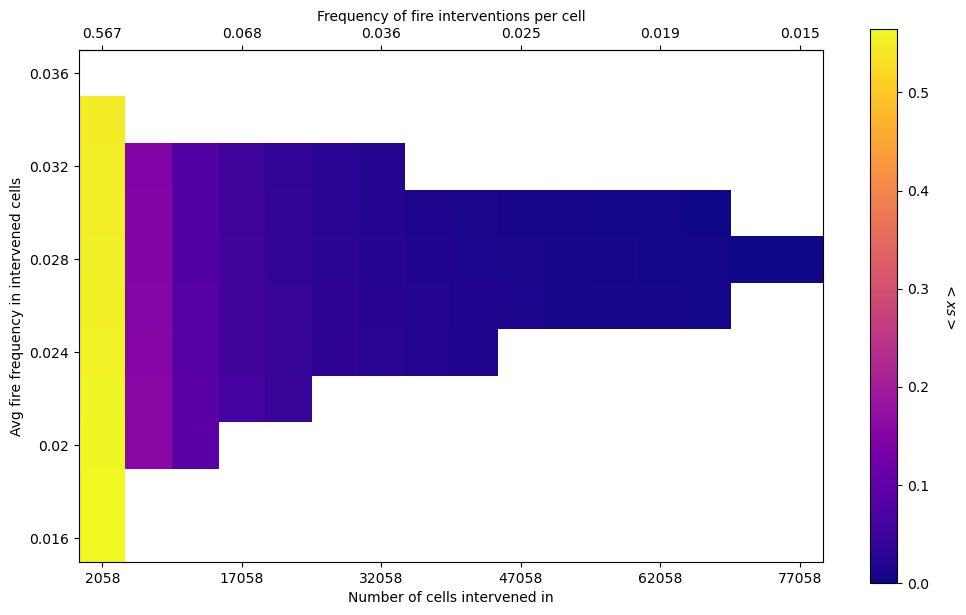 Frequency of fire interventions per cell
0.567 0.068 0.036 0.025 0.019 0.015
Avg fire frequency in intervened cells
0.036
0.032
0.028
0.024
0.02
0.016
2058 17058 32058 47058 62058 77058
Number of cells intervened in
0.5
0.4
0.3
0.2
0.1
0.0
< sx >